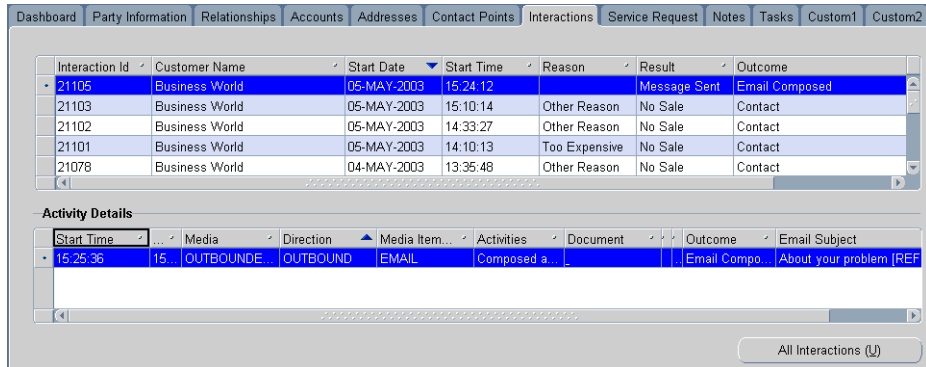 Dashboard Party Information Relationships Accounts Addresses Contact Points Interactions Service Request Notes Tasks Custom1 Custom2
Interaction Id Customer Name Start Date Start Time Reason Result Outcome
21105 Business World 05-MAY-2003 15:24:12 Message Sent Email Composed
21103 Business World 05-MAY-2003 15:10:14 Other Reason No Sale Contact
21102 Business World 05-MAY-2003 14:33:27 Other Reason No Sale Contact
21101 Business World 05-MAY-2003 14:10:13 Too Expensive No Sale Contact
21078 Business World 04-MAY-2003 13:35:48 Other Reason No Sale Contact
Activity Details
Start Time ... Media Direction Media Item... Activities Document Outcome Email Subject
15:25:36 15... OUTBOUNDE... OUTBOUND EMAIL Composed a... _ .. Email Compo... About your problem [REF
All Interactions (U)